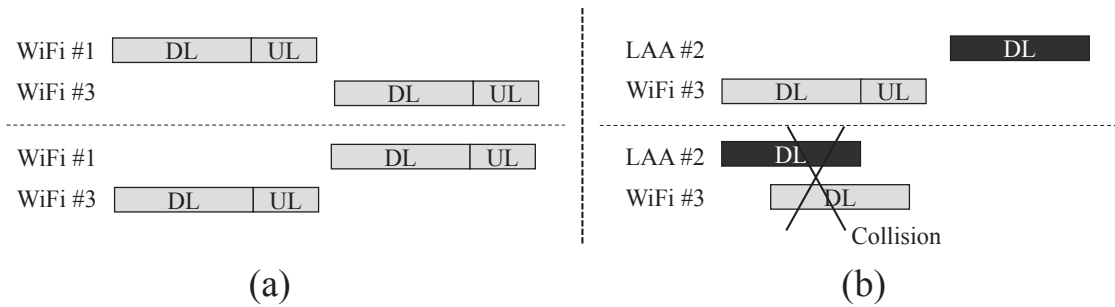 WiFi #1 DL UL
WiFi #3 DL UL
WiFi #1 DL UL
WiFi #3 DL UL
(a)
LAA #2 DL
WiFi #3 DL UL
LAA #2 DL
WiFi #3 DL
Collision
(b)